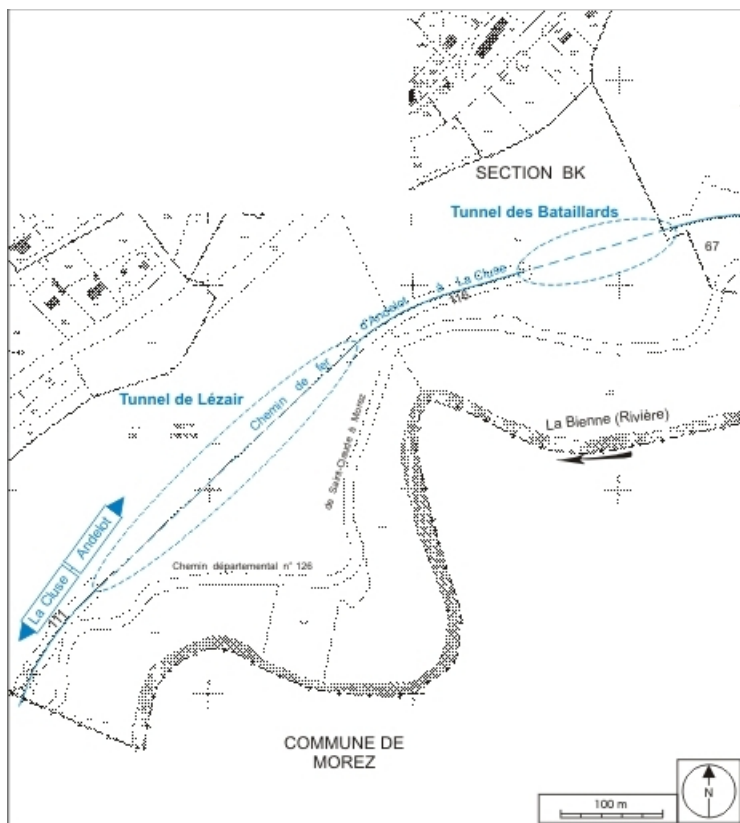 SECTION BK
Tunnel des Bataillards
67
Chemin de fer d'Andelot à La Cluse
116
Tunnel de Lézair
La Bienne (Rivière)
de Saint-Claude à Morez
Chemin départemental n° 126
La Cluse
Andelot
111
COMMUNE DE
MOREZ
100 m
N